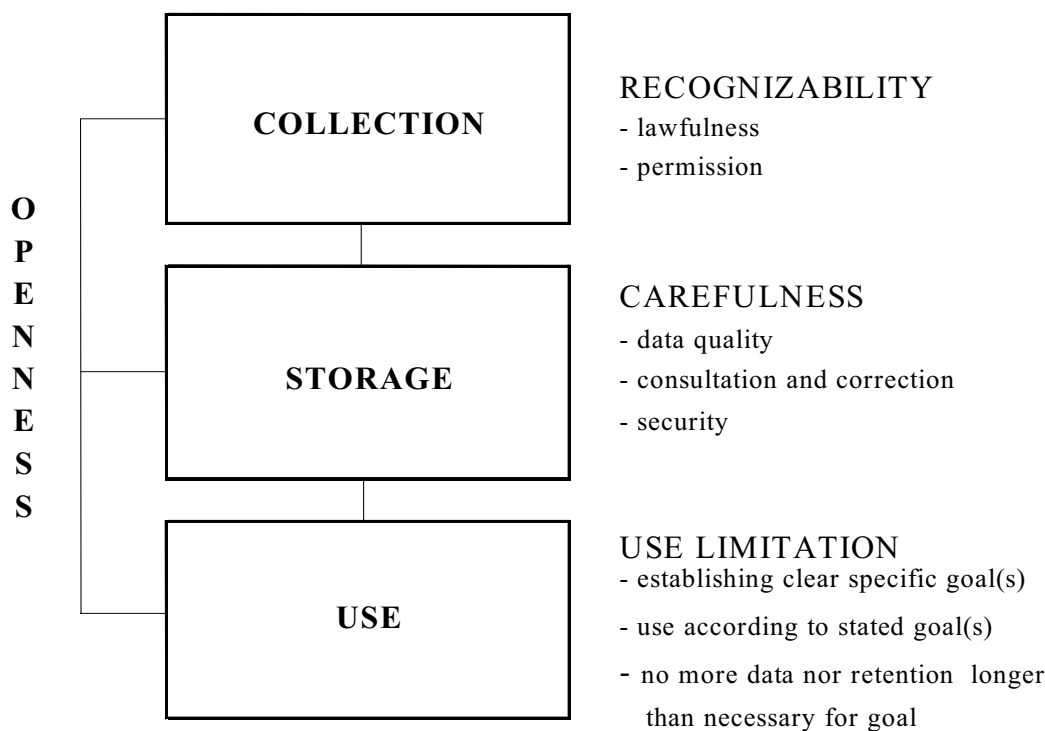 OPENNESS
COLLECTION
RECOGNIZABILITY
- lawfulness
- permission
STORAGE
CAREFULNESS
- data quality
- consultation and correction
- security
USE
USE LIMITATION
- establishing clear specific goal(s)
- use according to stated goal(s)
- no more data nor retention longer
than necessary for goal